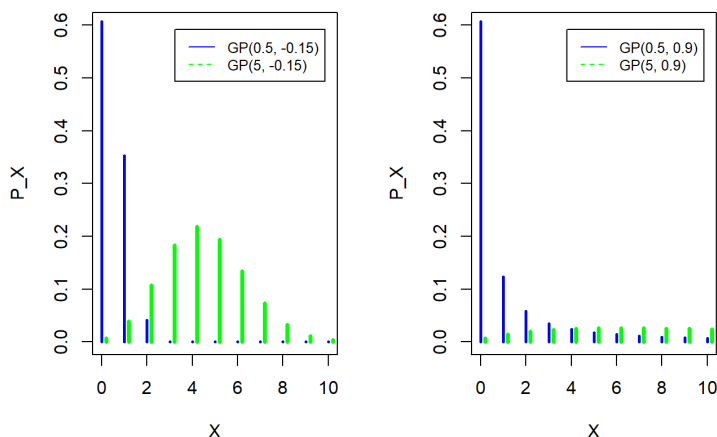 GP(0.5, -0.15)
GP(5, -0.15)
P_X
0.0 0.1 0.2 0.3 0.4 0.5 0.6
0 2 4 6 8 10
X
GP(0.5, 0.9)
GP(5, 0.9)
P_X
0.0 0.1 0.2 0.3 0.4 0.5 0.6
0 2 4 6 8 10
X